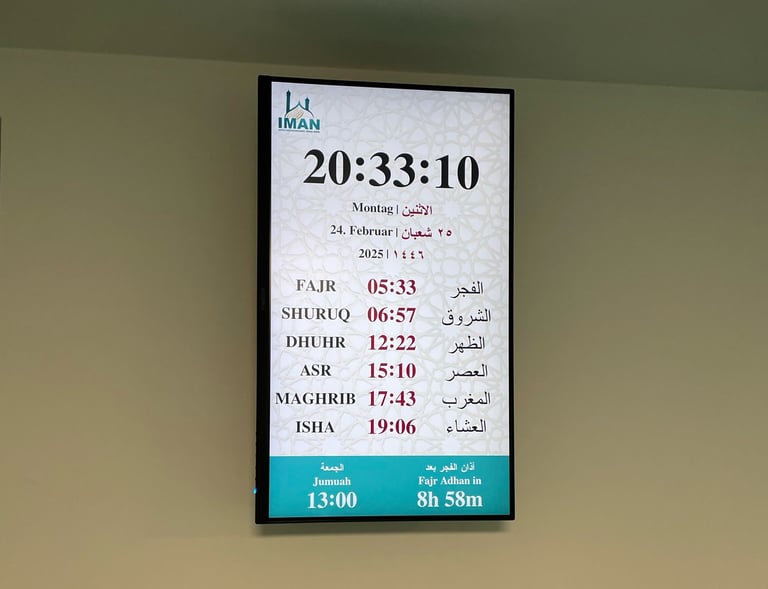 IMAN
20:33:10
Montag | الاثنين
24. Februar | ٢٥ شعبان
2025 | ١٤٤٦
FAJR 05:33 الفجر
SHURUQ 06:57 الشروق
DHUHR 12:22 الظهر
ASR 15:10 العصر
MAGHRIB 17:43 المغرب
ISHA 19:06 العشاء
الجمعة
Jumuah
13:00
أذان الفجر بعد
Fajr Adhan in
8h 58m